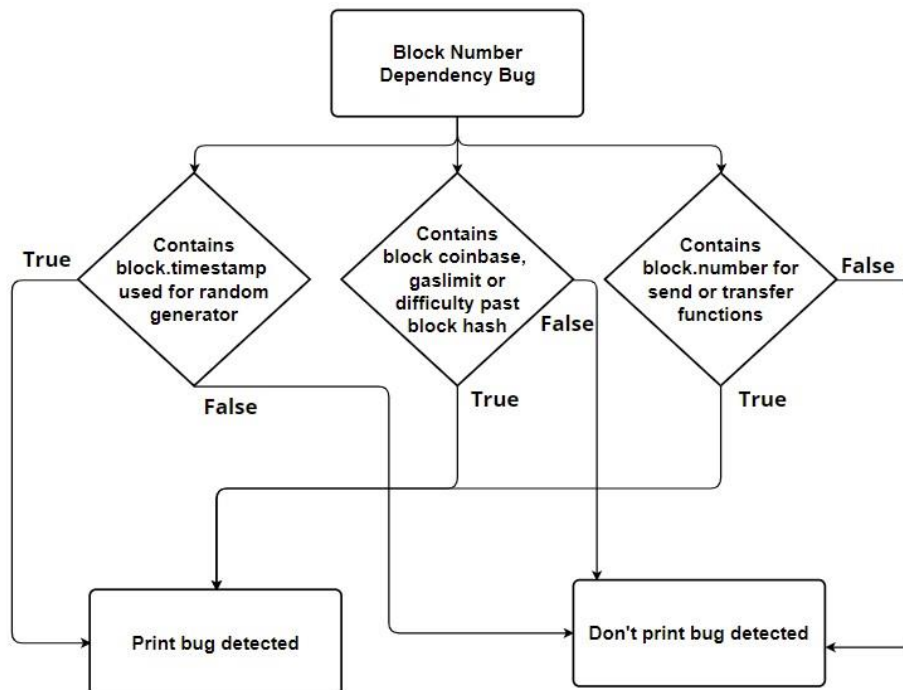 Block Number
Dependency Bug
Contains
block.timestamp
used for random
generator
Contains
block coinbase,
gaslimit or
difficulty past
block hash
Contains
block.number for
send or transfer
functions
True
False
False
False
True
True
Print bug detected
Don't print bug detected